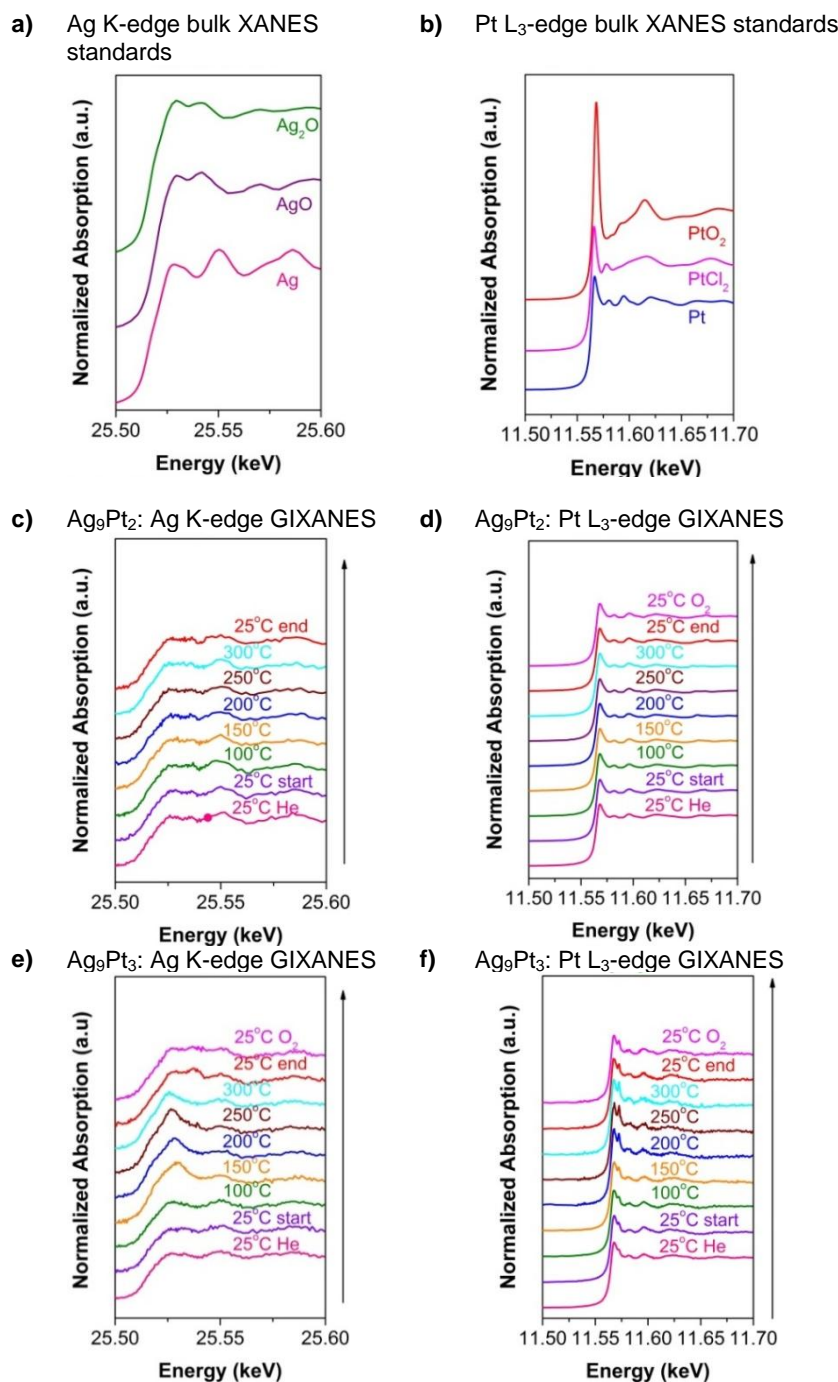 a) Ag K-edge bulk XANES
standards
Normalized Absorption (a.u.)
Ag₂O
AgO
Ag
25.50 25.55 25.60
Energy (keV)
b) Pt L₃-edge bulk XANES standards
Normalized Absorption (a.u.)
PtO₂
PtCl₂
Pt
11.50 11.55 11.60 11.65 11.70
Energy (keV)
c) Ag₉Pt₂: Ag K-edge GIXANES
Normalized Absorption (a.u.)
25°C end
300°C
250°C
200°C
150°C
100°C
25°C start
25°C He
25.50 25.55 25.60
Energy (keV)
d) Ag₉Pt₂: Pt L₃-edge GIXANES
Normalized Absorption (a.u.)
25°C O₂
25°C end
300°C
250°C
200°C
150°C
100°C
25°C start
25°C He
11.50 11.55 11.60 11.65 11.70
Energy (keV)
e) Ag₉Pt₃: Ag K-edge GIXANES
Normalized Absorption (a.u)
25°C O₂
25°C end
300°C
250°C
200°C
150°C
100°C
25°C start
25°C He
25.50 25.55 25.60
Energy (keV)
f) Ag₉Pt₃: Pt L₃-edge GIXANES
Normalized Absorption (a.u.)
25°C O₂
25°C end
300°C
250°C
200°C
150°C
100°C
25°C start
25°C He
11.50 11.55 11.60 11.65 11.70
Energy (keV)